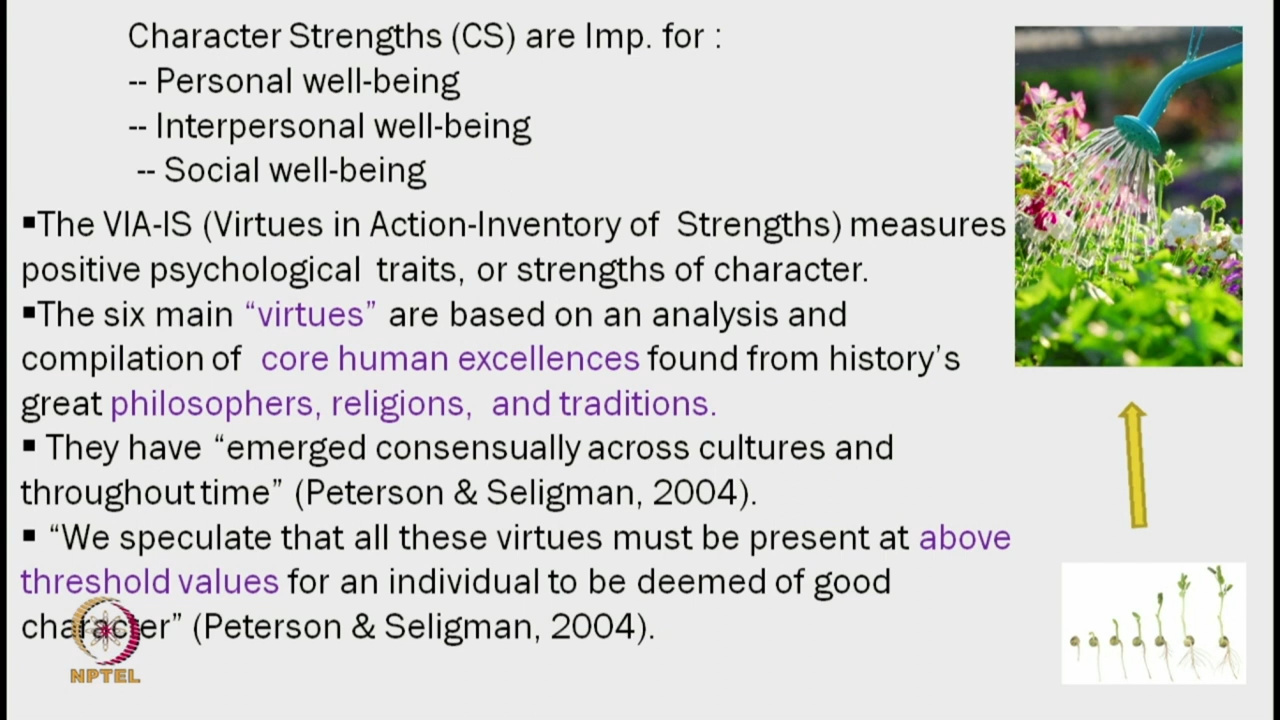 Character Strengths (CS) are Imp. for :
-- Personal well-being
-- Interpersonal well-being
-- Social well-being
▪The VIA-IS (Virtues in Action-Inventory of Strengths) measures
positive psychological traits, or strengths of character.
▪The six main “virtues” are based on an analysis and
compilation of core human excellences found from history’s
great philosophers, religions, and traditions.
▪ They have “emerged consensually across cultures and
throughout time” (Peterson & Seligman, 2004).
▪ “We speculate that all these virtues must be present at above
threshold values for an individual to be deemed of good
character” (Peterson & Seligman, 2004).
NPTEL